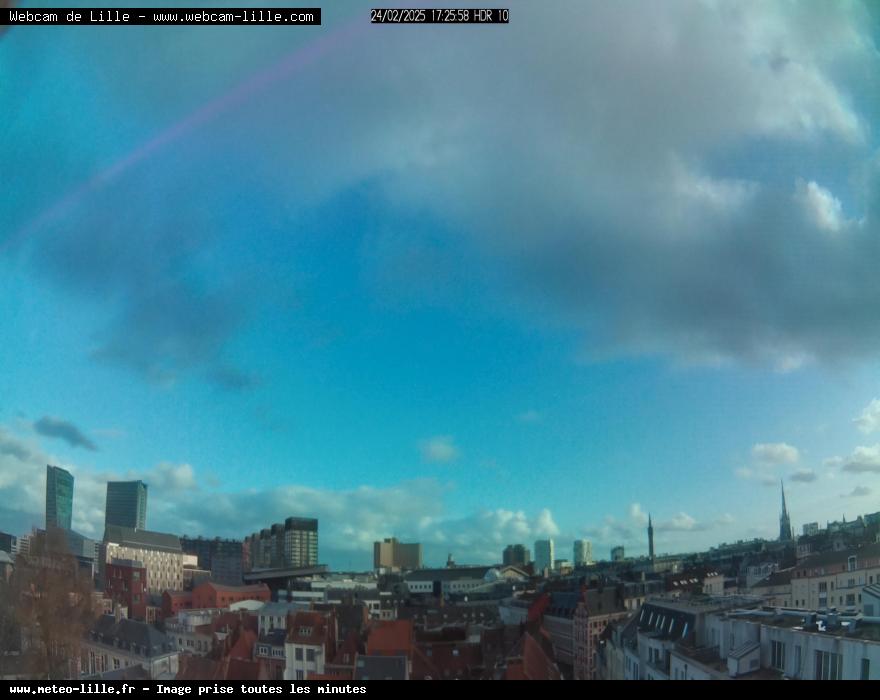 Webcam de Lille - www.webcam-lille.com
24/02/2025 17:25:58 HDR 10
www.meteo-lille.fr - Image prise toutes les minutes